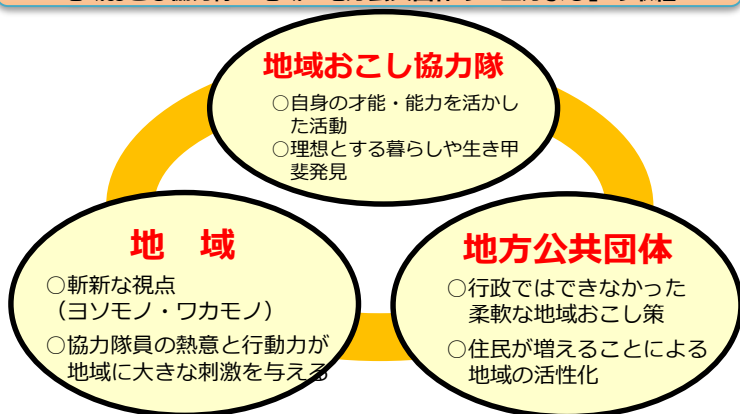 地域おこし協力隊
○自身の才能・能力を活かし
た活動
○理想とする暮らしや生き甲
斐発見
地　域
○斬新な視点
（ヨソモノ・ワカモノ）
○協力隊員の熱意と行動力が
地域に大きな刺激を与える
地方公共団体
○行政ではできなかった
柔軟な地域おこし策
○住民が増えることによる
地域の活性化